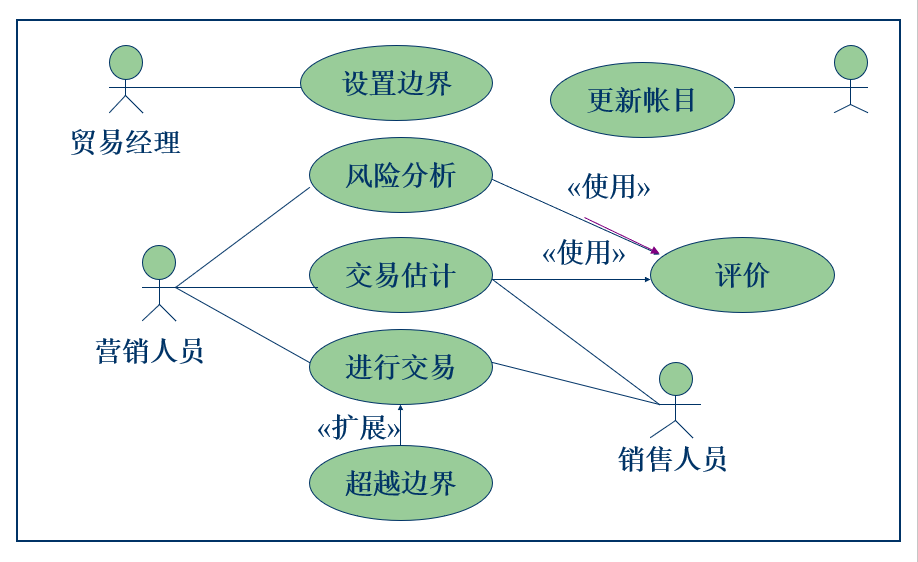 设置边界
更新帐目
贸易经理
风险分析
«使用»
«使用»
交易估计
评价
营销人员
进行交易
«扩展»
销售人员
超越边界